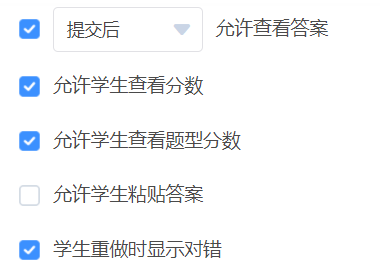 提交后 允许查看答案
允许学生查看分数
允许学生查看题型分数
允许学生粘贴答案
学生重做时显示对错